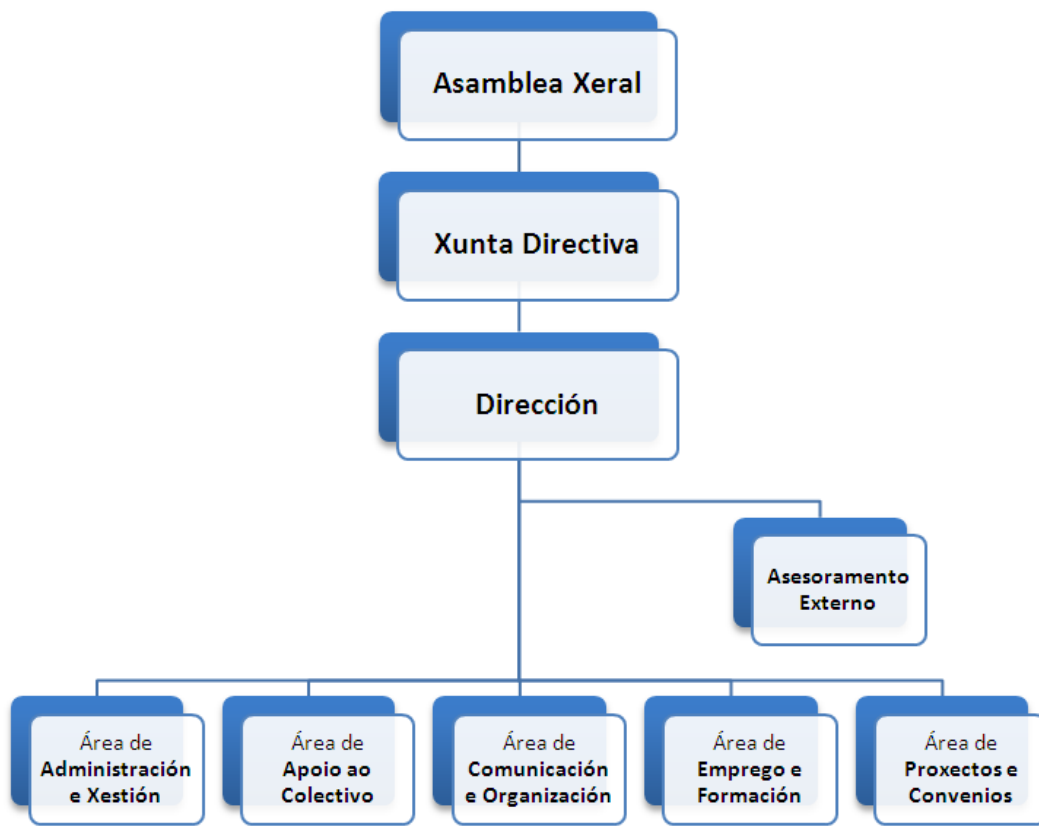 Asamblea Xeral
Xunta Directiva
Dirección
Asesoramento
Externo
Área de
Administración
e Xestión
Área de
Apoio ao
Colectivo
Área de
Comunicación
e Organización
Área de
Emprego e
Formación
Área de
Proxectos e
Convenios